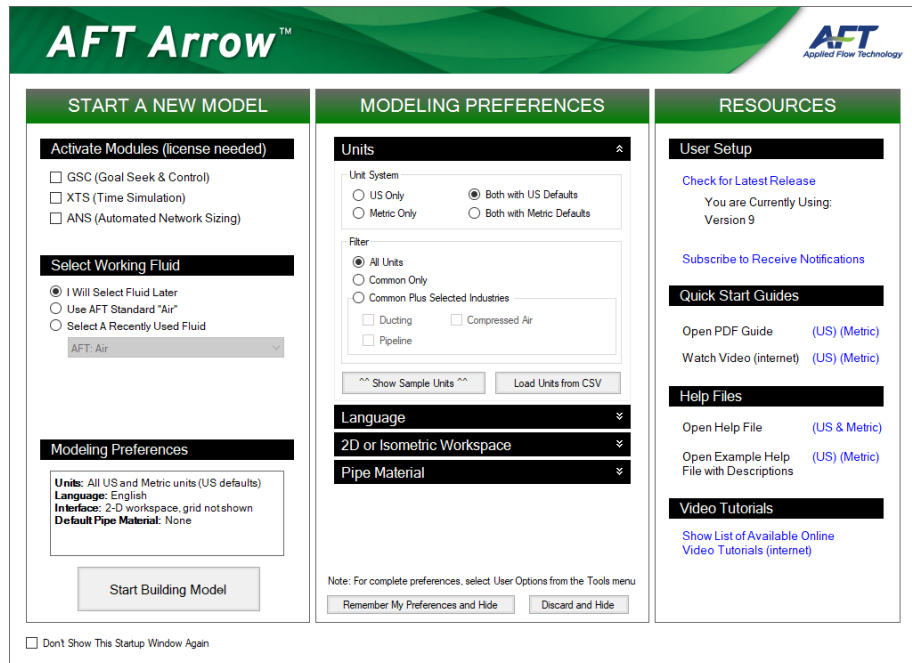 AFT Arrow™
AFT
Applied Flow Technology
START A NEW MODEL
Activate Modules (license needed)
GSC (Goal Seek & Control)
XTS (Time Simulation)
ANS (Automated Network Sizing)
Select Working Fluid
I Will Select Fluid Later
Use AFT Standard "Air"
Select A Recently Used Fluid
AFT: Air
Modeling Preferences
Units: All US and Metric units (US defaults)
Language: English
Interface: 2-D workspace, grid not shown
Default Pipe Material: None
Start Building Model
MODELING PREFERENCES
Units
Unit System
US Only
Both with US Defaults
Metric Only
Both with Metric Defaults
Filter
All Units
Common Only
Common Plus Selected Industries
Ducting
Compressed Air
Pipeline
^^ Show Sample Units ^^
Load Units from CSV
Language
2D or Isometric Workspace
Pipe Material
Note: For complete preferences, select User Options from the Tools menu
Remember My Preferences and Hide
Discard and Hide
RESOURCES
User Setup
Check for Latest Release
You are Currently Using:
Version 9
Subscribe to Receive Notifications
Quick Start Guides
Open PDF Guide (US) (Metric)
Watch Video (internet) (US) (Metric)
Help Files
Open Help File (US & Metric)
Open Example Help (US) (Metric)
File with Descriptions
Video Tutorials
Show List of Available Online
Video Tutorials (internet)
Don't Show This Startup Window Again